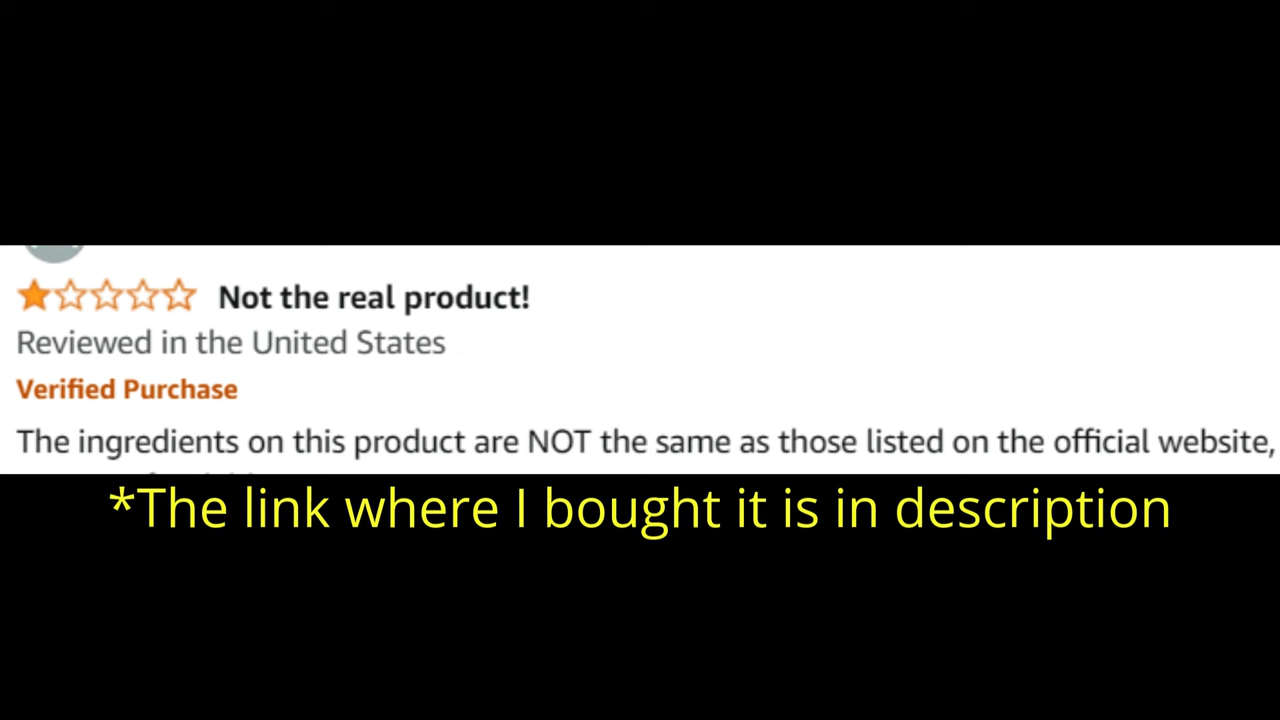 Not the real product!
Reviewed in the United States
Verified Purchase
The ingredients on this product are NOT the same as those listed on the official website,
*The link where I bought it is in description